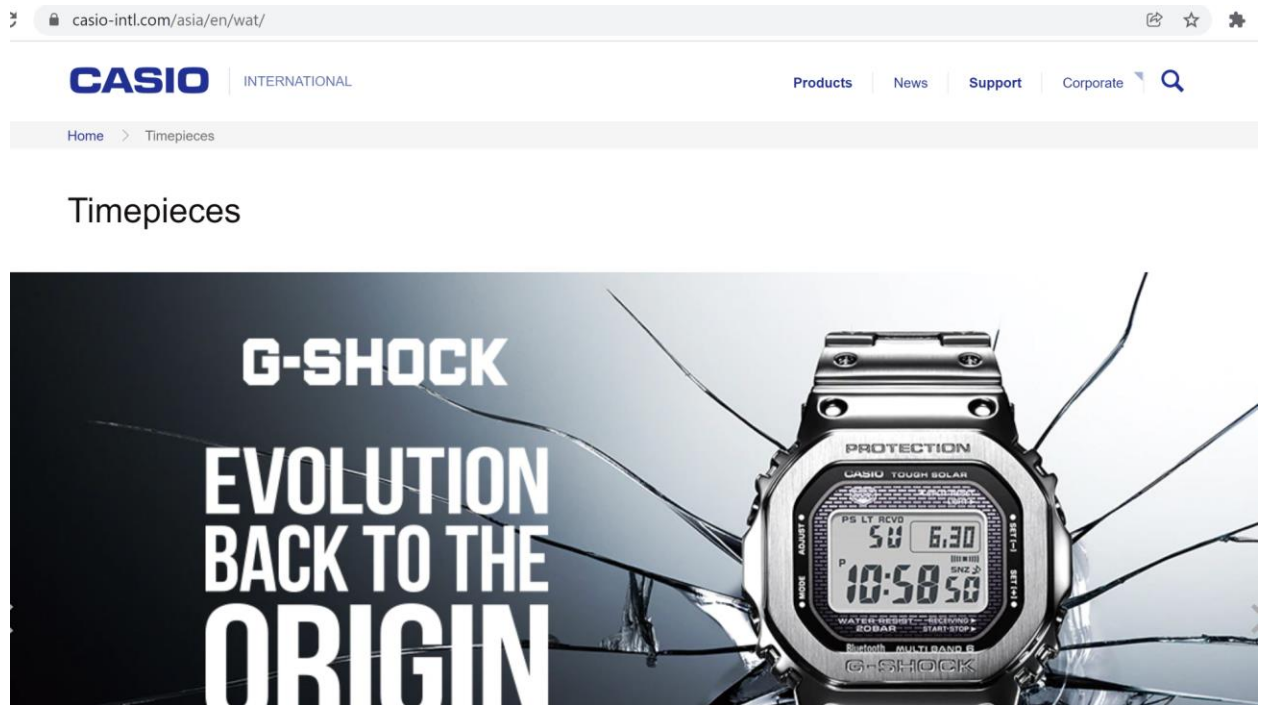 casio-intl.com/asia/en/wat/
CASIO INTERNATIONAL Products News Support Corporate
Home > Timepieces
Timepieces
G-SHOCK
EVOLUTION
BACK TO THE
ORIGIN
PROTECTION
CASIO TOUGH SOLAR
PS LT RCVD
SU 6.30
P
SNZ
10:58 50
ADJUST
MODE
SET [-]
SET [+]
WATER RESIST RECEIVING
20BAR START·STOP
Bluetooth MULTI BAND 6
G-SHOCK